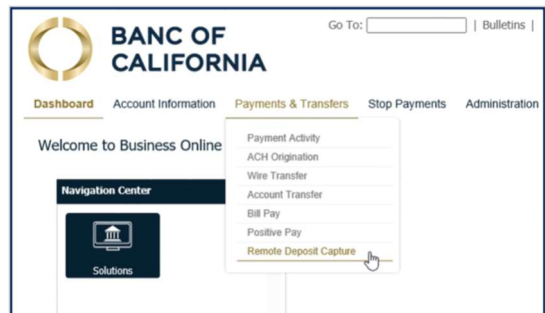 Go To: | Bulletins |
BANC OF
CALIFORNIA
Dashboard Account Information Payments & Transfers Stop Payments Administration
Welcome to Business Online
Payment Activity
ACH Origination
Wire Transfer
Account Transfer
Bill Pay
Positive Pay
Remote Deposit Capture
Navigation Center
Solutions